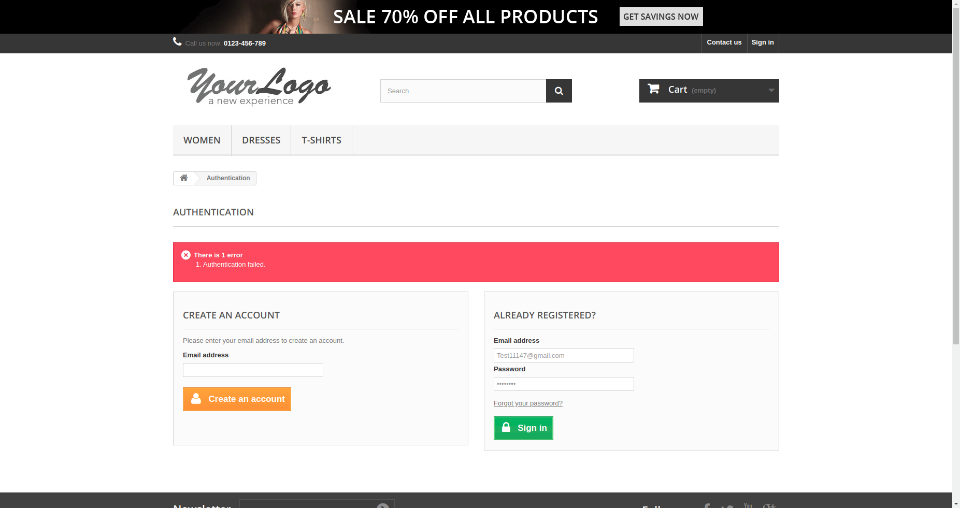 SALE 70% OFF ALL PRODUCTS GET SAVINGS NOW
Call us now: 0123-456-789
Contact us Sign in
YourLogo
a new experience
Search
Cart (empty)
WOMEN DRESSES T-SHIRTS
Authentication
AUTHENTICATION
There is 1 error
1. Authentication failed.
CREATE AN ACCOUNT
Please enter your email address to create an account.
Email address
Create an account
ALREADY REGISTERED?
Email address
Test11147@gmail.com
Password
••••••••
Forgot your password?
Sign in
Newsletter